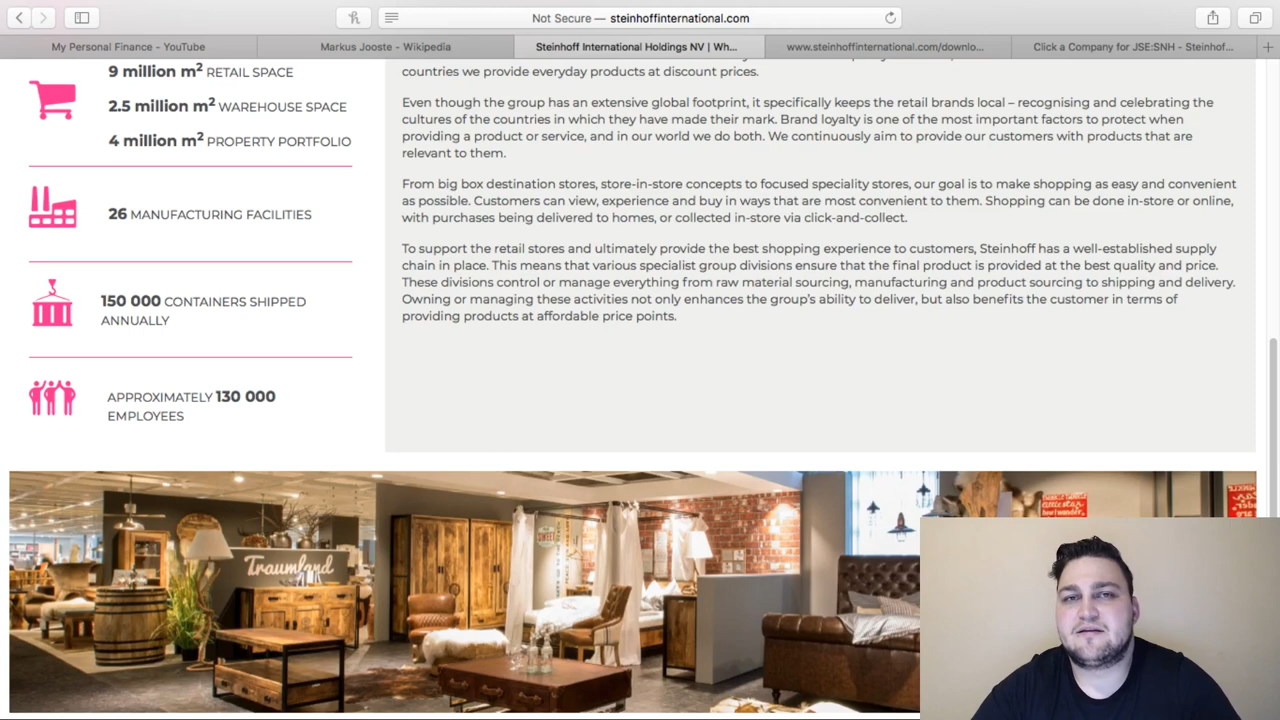 Not Secure — steinhoffinternational.com
My Personal Finance - YouTube
Markus Jooste - Wikipedia
Steinhoff International Holdings NV | Wh...
www.steinhoffinternational.com/downlo...
Click a Company for JSE:SNH - Steinhof...
9 million m² RETAIL SPACE
2.5 million m² WAREHOUSE SPACE
4 million m² PROPERTY PORTFOLIO
26 MANUFACTURING FACILITIES
150 000 CONTAINERS SHIPPED
ANNUALLY
APPROXIMATELY 130 000
EMPLOYEES
countries we provide everyday products at discount prices.
Even though the group has an extensive global footprint, it specifically keeps the retail brands local – recognising and celebrating the
cultures of the countries in which they have made their mark. Brand loyalty is one of the most important factors to protect when
providing a product or service, and in our world we do both. We continuously aim to provide our customers with products that are
relevant to them.
From big box destination stores, store-in-store concepts to focused speciality stores, our goal is to make shopping as easy and convenient
as possible. Customers can view, experience and buy in ways that are most convenient to them. Shopping can be done in-store or online,
with purchases being delivered to homes, or collected in-store via click-and-collect.
To support the retail stores and ultimately provide the best shopping experience to customers, Steinhoff has a well-established supply
chain in place. This means that various specialist group divisions ensure that the final product is provided at the best quality and price.
These divisions control or manage everything from raw material sourcing, manufacturing and product sourcing to shipping and delivery.
Owning or managing these activities not only enhances the group's ability to deliver, but also benefits the customer in terms of
providing products at affordable price points.
Traumland